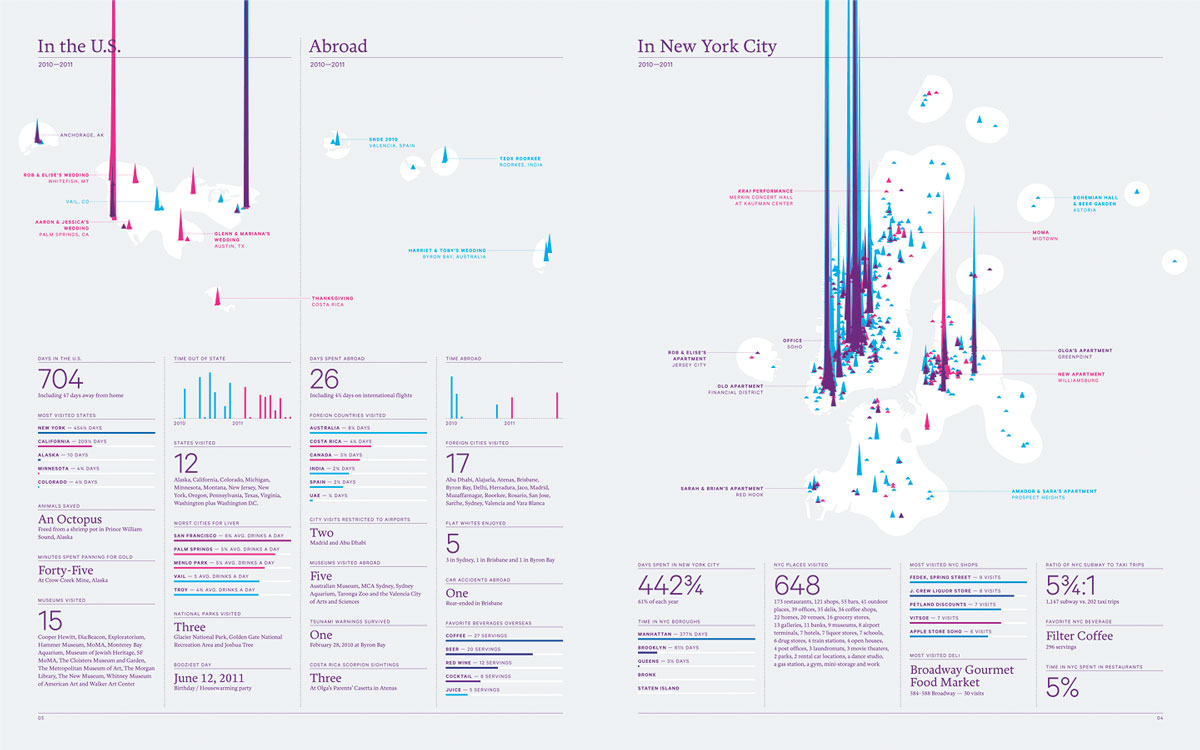 In the U.S.
2010—2011
ANCHORAGE, AK
ROB & ELISE'S WEDDING
WHITEFISH, MT
VAIL, CO
AARON & JESSICA'S
WEDDING
PALM SPRINGS, CA
GLENN & MARIANA'S
WEDDING
AUSTIN, TX
Abroad
SHOE 2010
VALENCIA, SPAIN
TEDX ROORKEE
ROORKEE, INDIA
HARRIET & TOBY'S WEDDING
BYRON BAY, AUSTRALIA
THANKSGIVING
COSTA RICA
DAYS IN THE U.S.
704
Including 47 days away from home
MOST VISITED STATES
NEW YORK — 454½ DAYS
CALIFORNIA — 209½ DAYS
ALASKA — 10 DAYS
MINNESOTA — 4½ DAYS
COLORADO — 4½ DAYS
ANIMALS SAVED
An Octopus
Freed from a shrimp pot in Prince William
Sound, Alaska
MINUTES SPENT PANNING FOR GOLD
Forty-Five
At Crow Creek Mine, Alaska
MUSEUMS VISITED
15
Cooper Hewitt, Dia:Beacon, Exploratorium,
Hammer Museum, MoMA, Monterey Bay
Aquarium, Museum of Jewish Heritage, SF
MoMA, The Cloisters Museum and Garden,
The Metropolitan Museum of Art, The Morgan
Library, The New Museum, Whitney Museum
of American Art and Walker Art Center
TIME OUT OF STATE
2010
2011
STATES VISITED
12
Alaska, California, Colorado, Michigan,
Minnesota, Montana, New Jersey, New
York, Oregon, Pennsylvania, Texas, Virginia,
Washington plus Washington D.C.
WORST CITIES FOR LIVER
SAN FRANCISCO — 6½ AVG. DRINKS A DAY
PALM SPRINGS — 5½ AVG. DRINKS A DAY
MENLO PARK — 5½ AVG. DRINKS A DAY
VAIL — 5 AVG. DRINKS A DAY
TROY — 4½ AVG. DRINKS A DAY
NATIONAL PARKS VISITED
Three
Glacier National Park, Golden Gate National
Recreation Area and Joshua Tree
BOOZIEST DAY
June 12, 2011
Birthday / Housewarming party
DAYS SPENT ABROAD
26
Including 4¾ days on international flights
FOREIGN COUNTRIES VISITED
COSTA RICA
CANADA
INDIA
SPAIN
UAE
CITY VISITS RESTRICTED TO AIRPORTS
Two
Madrid and Abu Dhabi
MUSEUMS VISITED ABROAD
Five
Australian Museum, MCA Sydney, Sydney
Aquarium, Taronga Zoo and the Valencia City
of Arts and Sciences
TSUNAMI WARNINGS SURVIVED
One
February 28, 2010 at Byron Bay
COSTA RICA SCORPION SIGHTINGS
Three
At Olga's Parents' Casetta in Atenas
TIME ABROAD
2010
2011
FOREIGN CITIES VISITED
17
Abu Dhabi, Alajuela, Atenas, Brisbane,
Byron Bay, Delhi, Herradura, Jaco, Madrid,
Muzaffarnagar, Roorkee, Rosario, San Jose,
Sarche, Sydney, Valencia and Vara Blanca
FLAT WHITES ENJOYED
5
3 in Sydney, 1 in Brisbane and 1 in Byron Bay
CAR ACCIDENTS ABROAD
One
Rear-ended in Brisbane
FAVORITE BEVERAGES OVERSEAS
COFFEE — 27 SERVINGS
BEER — 20 SERVINGS
RED WINE — 12 SERVINGS
COCKTAIL — 8 SERVINGS
JUICE — 5 SERVINGS
03
In New York City
2010—2011
KRAI PERFORMANCE
MERKIN CONCERT HALL
AT KAUFMAN CENTER
BOHEMIAN HALL
& BEER GARDEN
ASTORIA
MOMA
MIDTOWN
OFFICE
SOHO
ROB & ELISE'S
APARTMENT
JERSEY CITY
OLD APARTMENT
FINANCIAL DISTRICT
OLGA'S APARTMENT
GREENPOINT
NEW APARTMENT
WILLIAMSBURG
SARAH & BRIAN'S APARTMENT
RED HOOK
AMADOR & SARA'S APARTMENT
PROSPECT HEIGHTS
DAYS SPENT IN NEW YORK CITY
442¾
61% of each year
TIME IN NYC BOROUGHS
MANHATTAN — 377½ DAYS
BROOKLYN — 61½ DAYS
QUEENS
BRONX
STATEN ISLAND
NYC PLACES VISITED
648
173 restaurants, 121 shops, 55 bars, 41 outdoor
places, 39 offices, 35 delis, 34 coffee shops,
22 homes, 20 venues, 16 grocery stores,
13 galleries, 11 banks, 9 museums, 8 airport
terminals, 7 hotels, 7 liquor stores, 7 schools,
6 drug stores, 4 train stations, 4 open houses,
4 post offices, 3 laundromats, 3 movie theaters,
2 parks, 2 rental car locations, a dance studio,
a gas station, a gym, mini-storage and work
MOST VISITED NYC SHOPS
FEDEX, SPRING STREET — 9 VISITS
J. CREW LIQUOR STORE — 8 VISITS
PETLAND DISCOUNTS — 7 VISITS
VITSOE — 7 VISITS
APPLE STORE SOHO — 6 VISITS
MOST VISITED DELI
Broadway Gourmet
Food Market
584–588 Broadway — 30 visits
RATIO OF NYC SUBWAY TO TAXI TRIPS
5¾:1
1,147 subway vs. 202 taxi trips
FAVORITE NYC BEVERAGE
Filter Coffee
296 servings
TIME IN NYC SPENT IN RESTAURANTS
5%
04